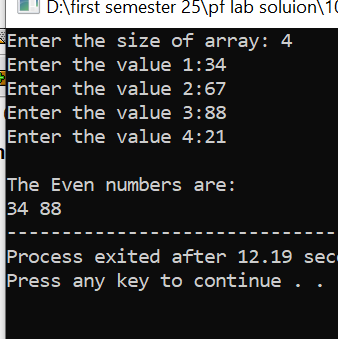 D:\first semester 25\pf lab soluion\10
Enter the size of array: 4
Enter the value 1:34
Enter the value 2:67
Enter the value 3:88
Enter the value 4:21
The Even numbers are:
34 88
------------------------------
Process exited after 12.19 sec
Press any key to continue . .